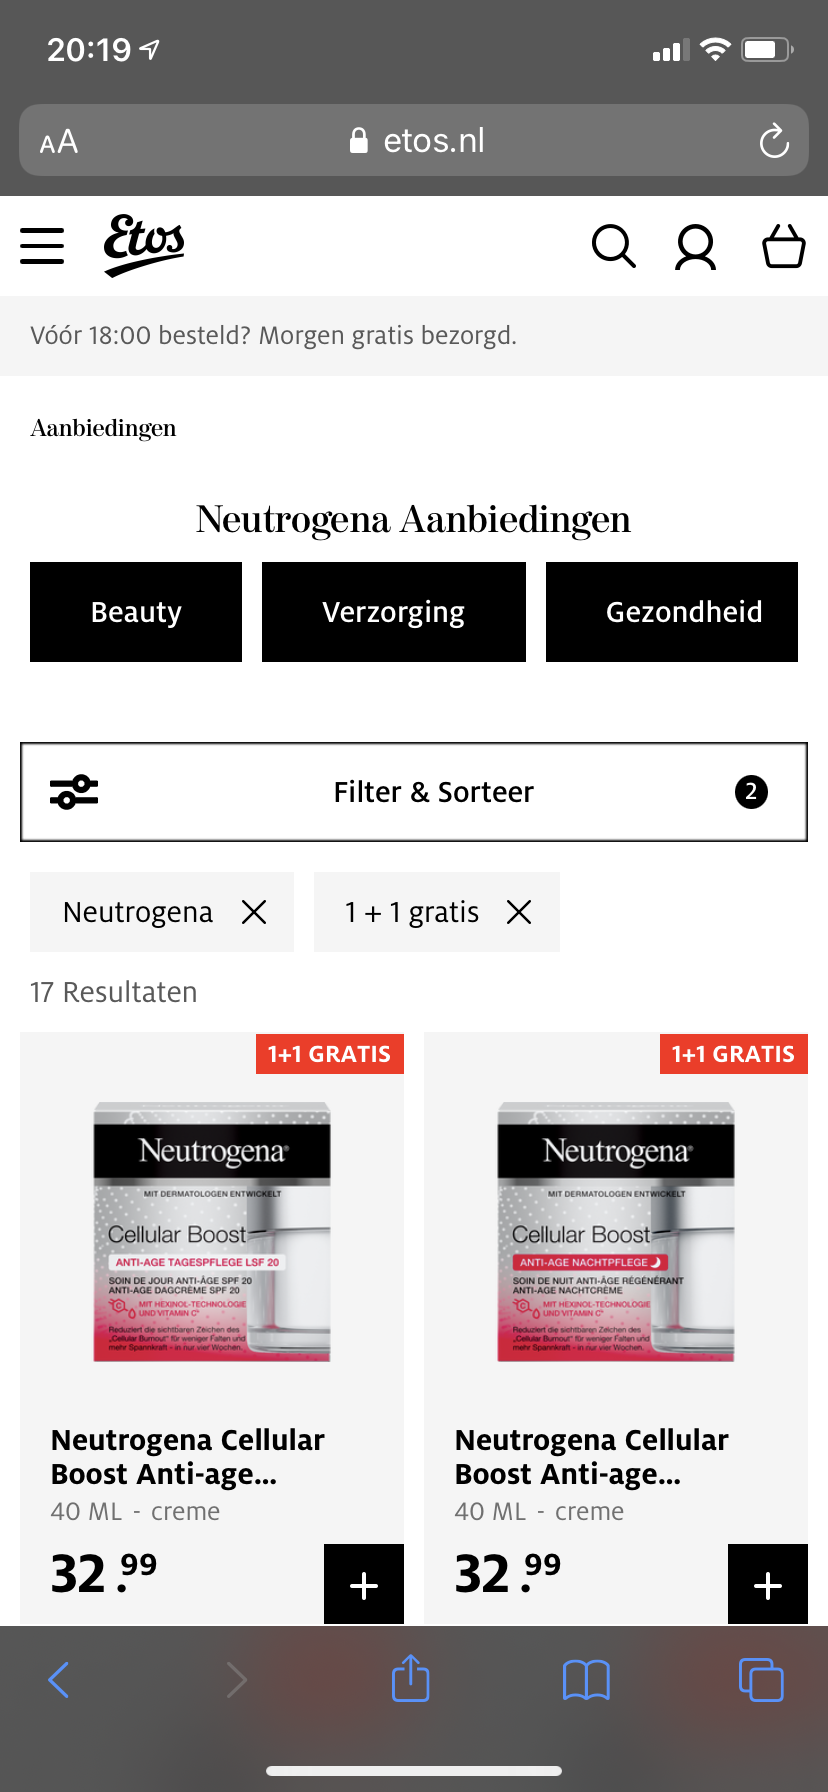 20:19
AA
etos.nl
Etos
Vóór 18:00 besteld? Morgen gratis bezorgd.
Aanbiedingen
Neutrogena Aanbiedingen
Beauty
Verzorging
Gezondheid
Filter & Sorteer
2
Neutrogena
1 + 1 gratis
17 Resultaten
1+1 GRATIS
Neutrogena®
MIT DERMATOLOGEN ENTWICKELT
Cellular Boost
ANTI-AGE TAGESPFLEGE LSF 20
SOIN DE JOUR ANTI-ÂGE SPF 20
ANTI-AGE DAGCRÈME SPF 20
MIT HEXINOL-TECHNOLOGIE
UND VITAMIN C*
Reduziert die sichtbaren Zeichen des
„Cellular Burnout" für weniger Falten und
mehr Spannkraft - in nur vier Wochen.
Neutrogena Cellular
Boost Anti-age...
40 ML - creme
32.99
1+1 GRATIS
Neutrogena®
MIT DERMATOLOGEN ENTWICKELT
Cellular Boost
ANTI-AGE NACHTPFLEGE
SOIN DE NUIT ANTI-ÂGE RÉGÉNÉRANT
ANTI-AGE NACHTCRÈME
MIT HEXINOL-TECHNOLOGIE
UND VITAMIN C*
Reduziert die sichtbaren Zeichen des
„Cellular Burnout" für weniger Falten und
mehr Spannkraft - in nur vier Wochen.
Neutrogena Cellular
Boost Anti-age...
40 ML - creme
32.99